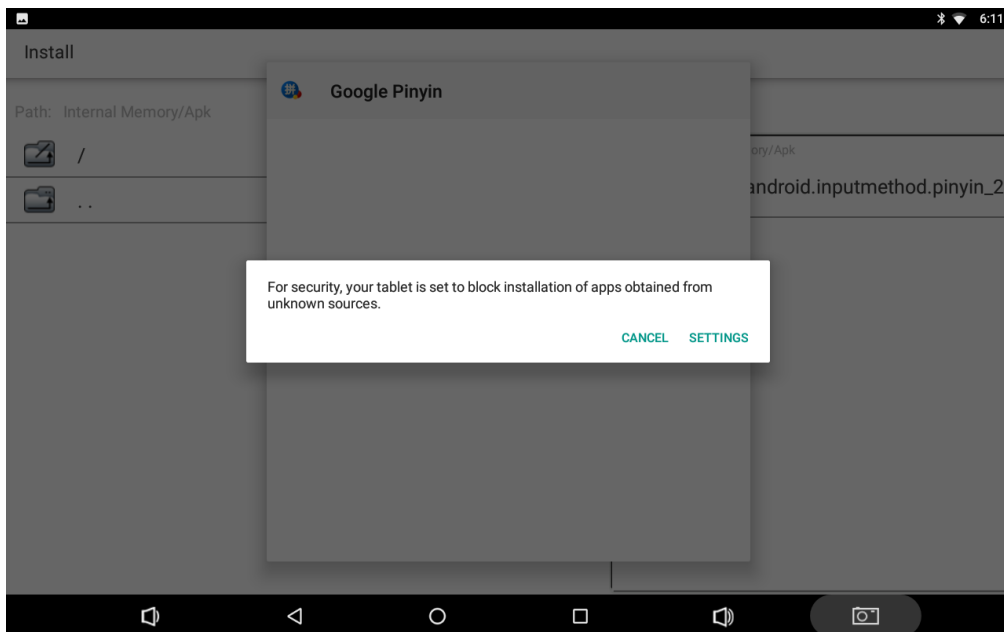 6:11
Install
Google Pinyin
Path: Internal Memory/Apk
/
ory/Apk
android.inputmethod.pinyin_2
. .
For security, your tablet is set to block installation of apps obtained from
unknown sources.
CANCEL SETTINGS